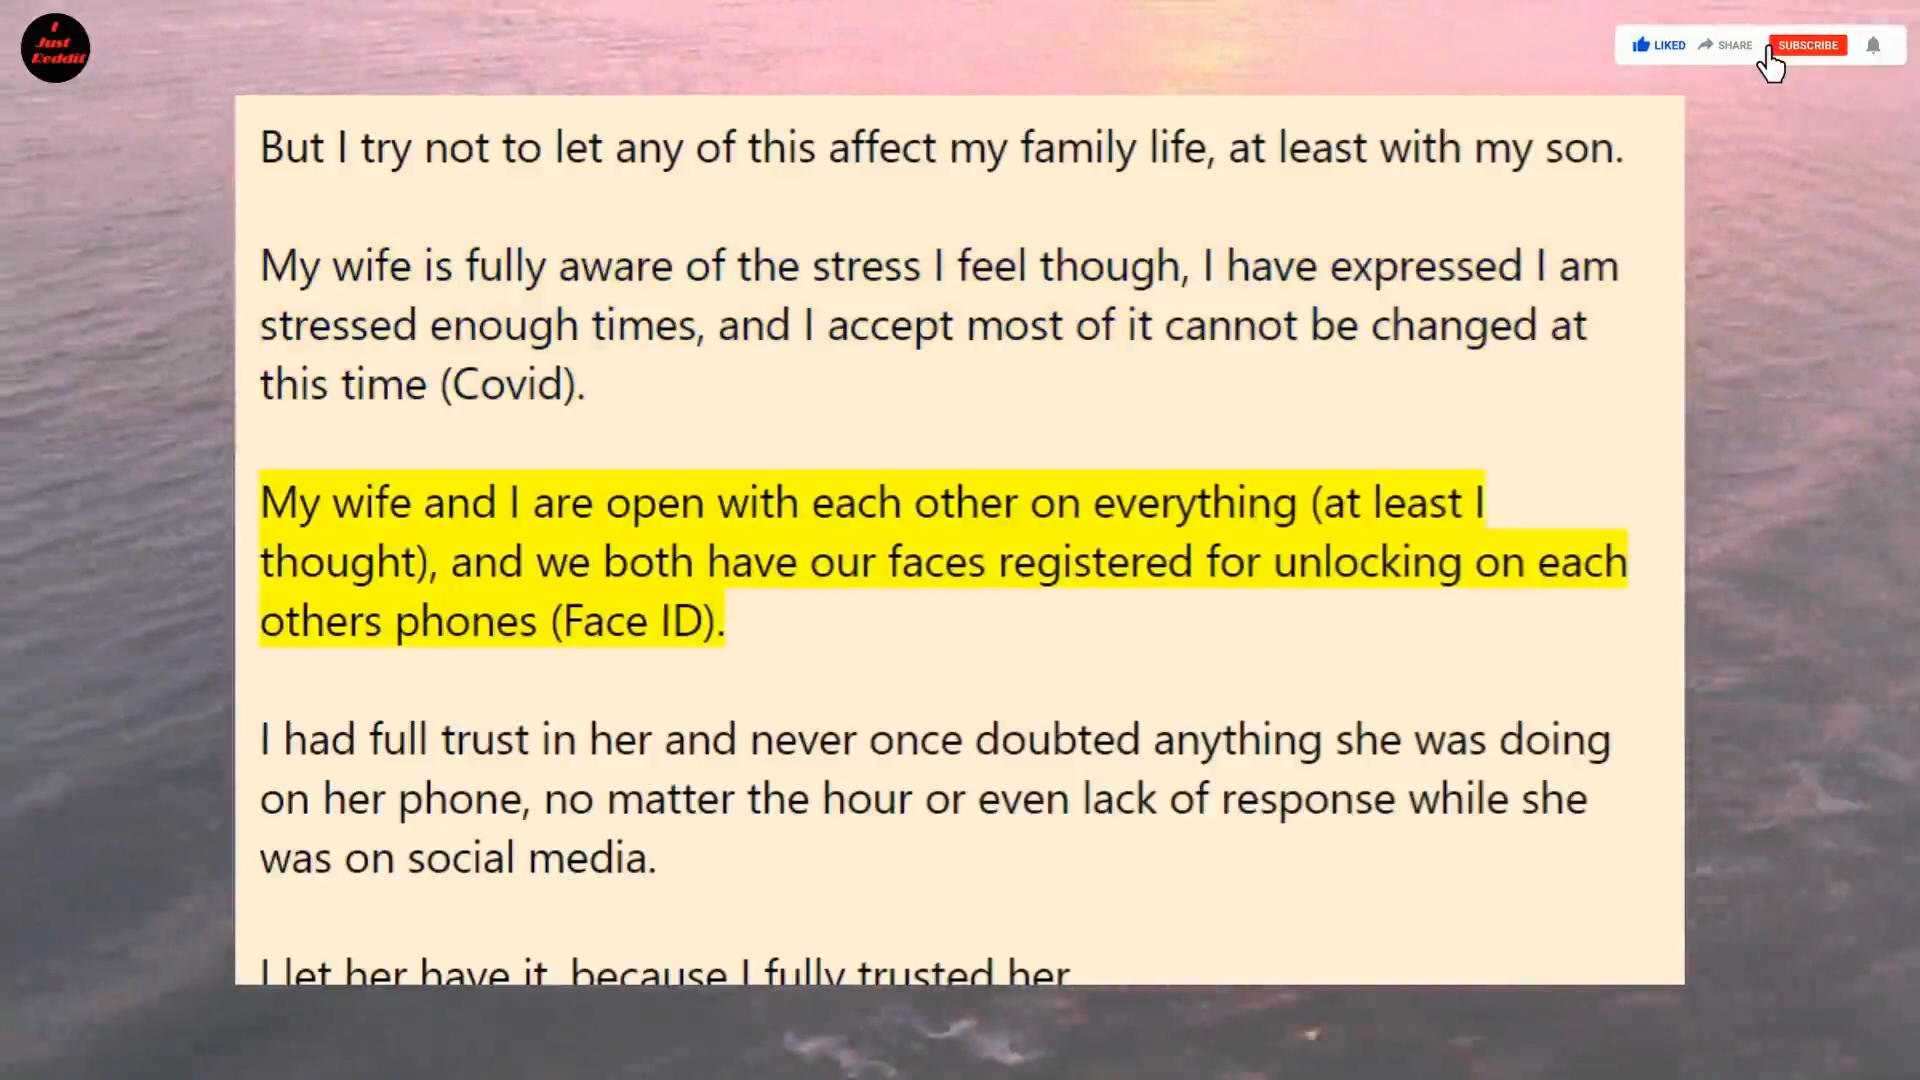 I
Just
Reddit
LIKED SHARE SUBSCRIBE
But I try not to let any of this affect my family life, at least with my son.
My wife is fully aware of the stress I feel though, I have expressed I am
stressed enough times, and I accept most of it cannot be changed at
this time (Covid).
My wife and I are open with each other on everything (at least I
thought), and we both have our faces registered for unlocking on each
others phones (Face ID).
I had full trust in her and never once doubted anything she was doing
on her phone, no matter the hour or even lack of response while she
was on social media.
I let her have it, because I fully trusted her